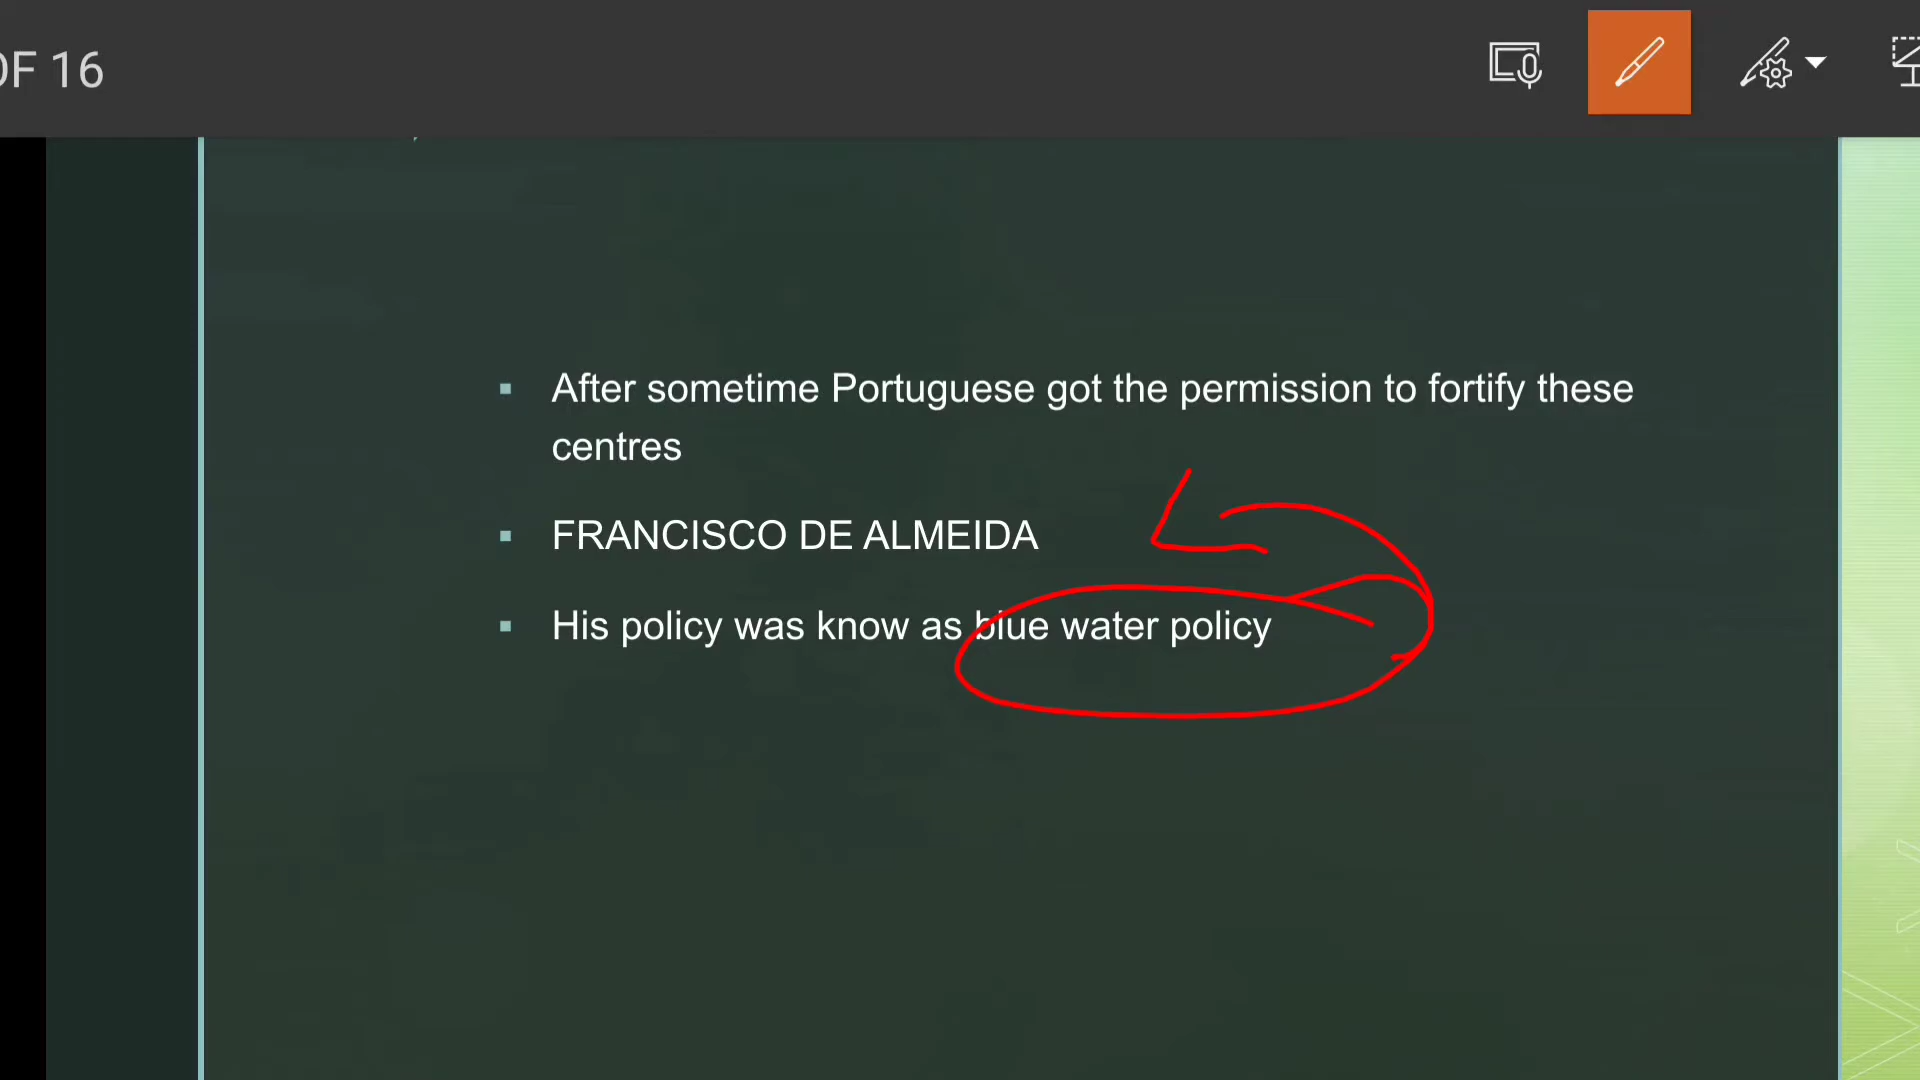 OF 16
After sometime Portuguese got the permission to fortify these
centres
FRANCISCO DE ALMEIDA
His policy was know as blue water policy